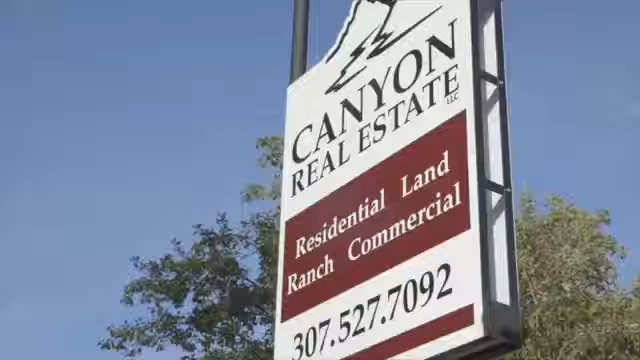 CANYON
REAL ESTATE LLC
Residential Land
Ranch Commercial
307.527.7092